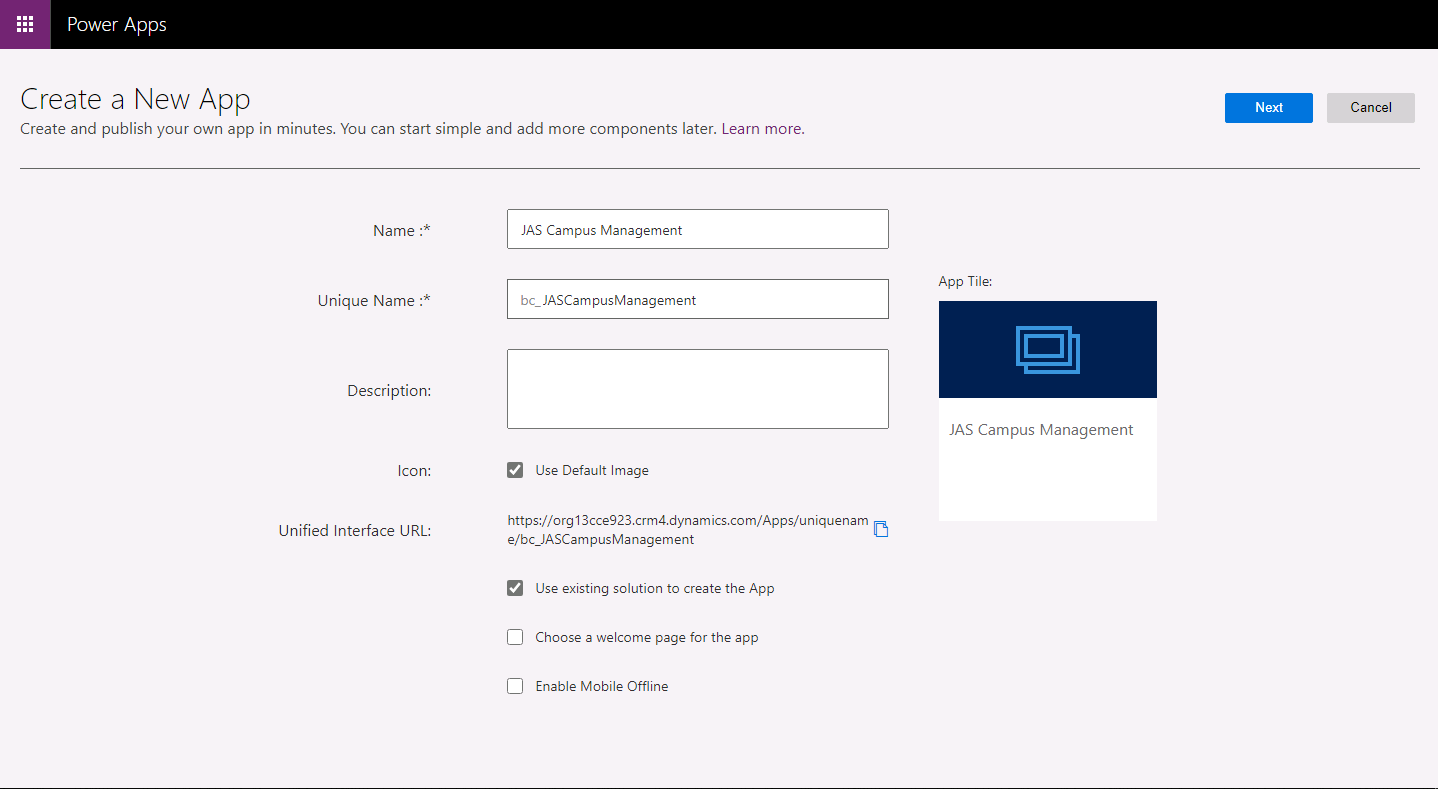 Power Apps
Create a New App
Create and publish your own app in minutes. You can start simple and add more components later. Learn more.
Next
Cancel
Name :*
JAS Campus Management
Unique Name :*
bc_JASCampusManagement
Description:
App Tile:
JAS Campus Management
Icon:
Use Default Image
Unified Interface URL:
https://org13cce923.crm4.dynamics.com/Apps/uniquenam
e/bc_JASCampusManagement
Use existing solution to create the App
Choose a welcome page for the app
Enable Mobile Offline